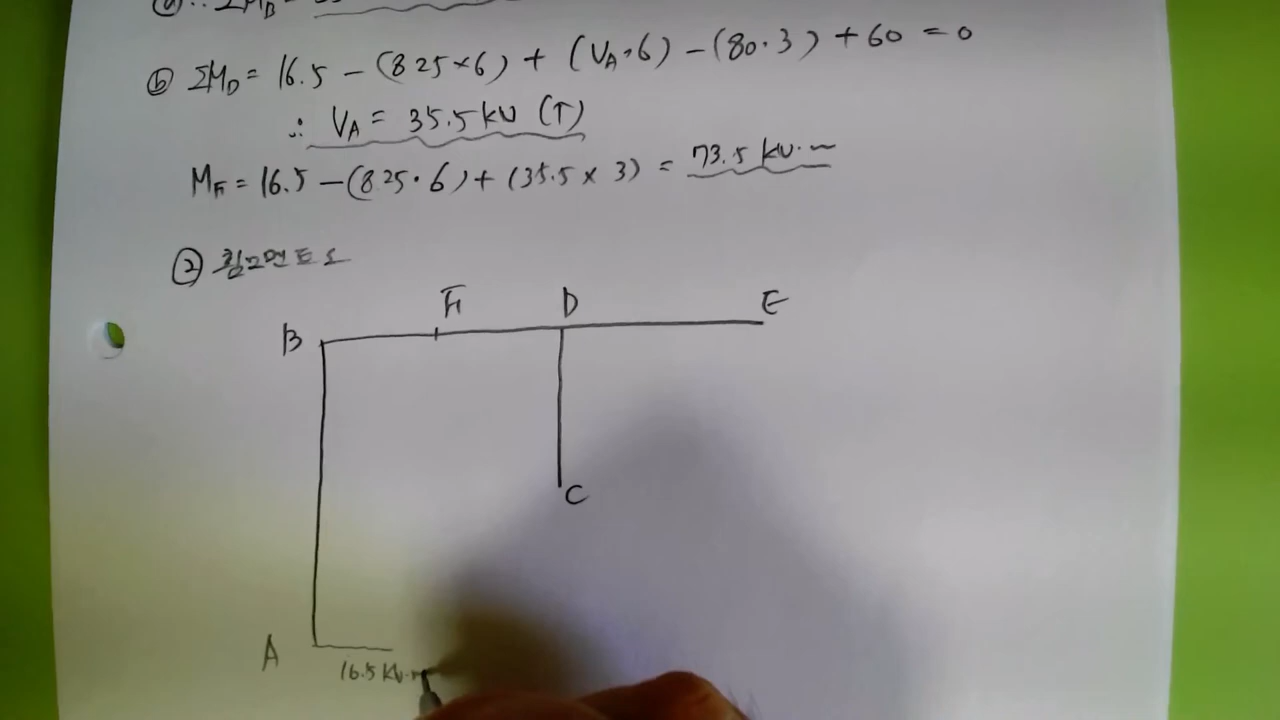 ⓐ ∴ ΣM_B =
ⓑ ΣM_D = 16.5 - (8.25×6) + (V_A·6) - (80·3) + 60 = 0
∴ V_A = 35.5 kN (↑)
M_F = 16.5 - (8.25·6) + (35.5 × 3) = 73.5 kN·m
② 휨모멘트도
F D E
B
C
A
16.5 kN·m